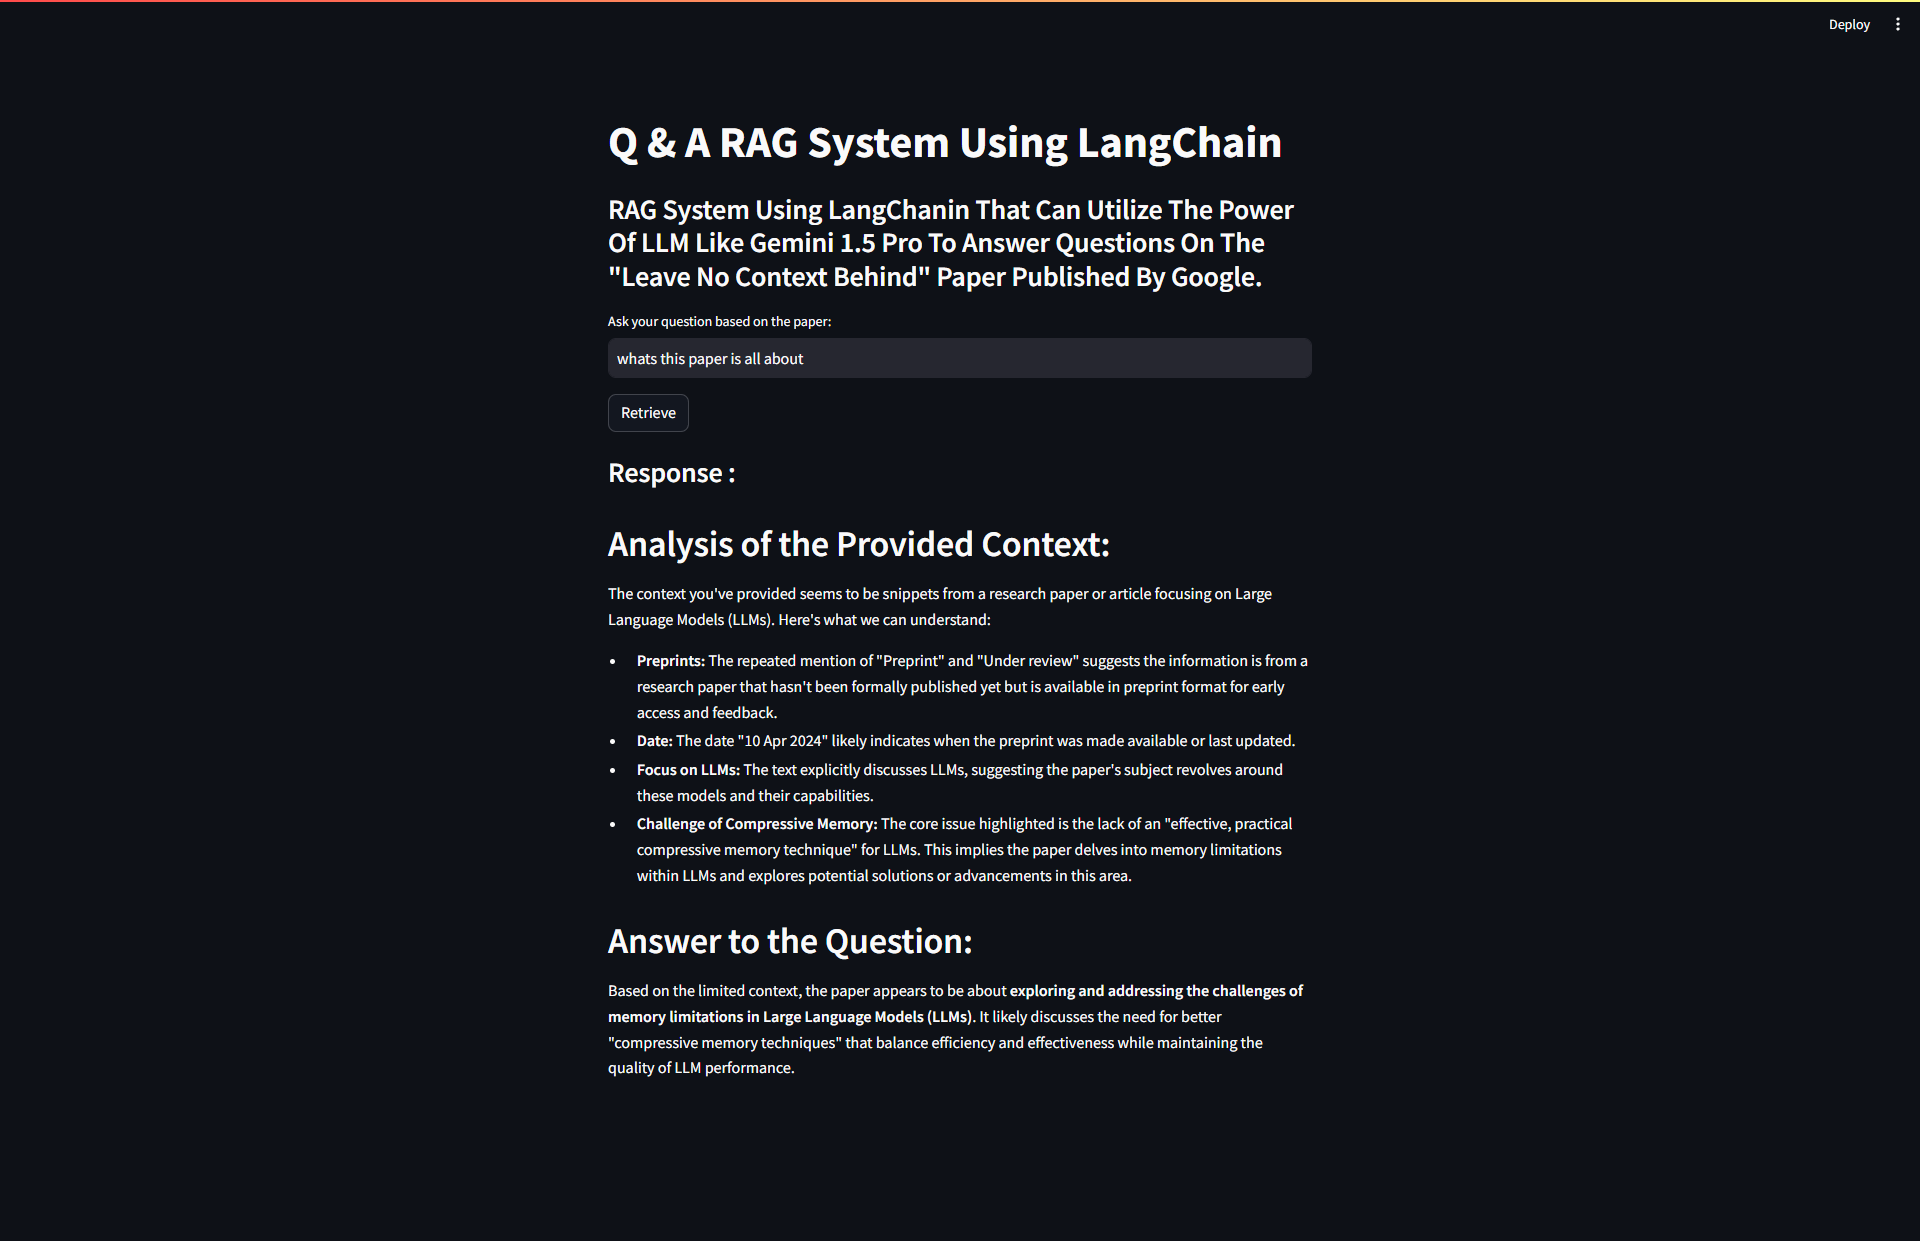 Deploy
Q & A RAG System Using LangChain
RAG System Using LangChanin That Can Utilize The Power
Of LLM Like Gemini 1.5 Pro To Answer Questions On The
"Leave No Context Behind" Paper Published By Google.
Ask your question based on the paper:
whats this paper is all about
Retrieve
Response :
Analysis of the Provided Context:
The context you've provided seems to be snippets from a research paper or article focusing on Large
Language Models (LLMs). Here's what we can understand:
• Preprints: The repeated mention of "Preprint" and "Under review" suggests the information is from a
research paper that hasn't been formally published yet but is available in preprint format for early
access and feedback.
• Date: The date "10 Apr 2024" likely indicates when the preprint was made available or last updated.
• Focus on LLMs: The text explicitly discusses LLMs, suggesting the paper's subject revolves around
these models and their capabilities.
• Challenge of Compressive Memory: The core issue highlighted is the lack of an "effective, practical
compressive memory technique" for LLMs. This implies the paper delves into memory limitations
within LLMs and explores potential solutions or advancements in this area.
Answer to the Question:
Based on the limited context, the paper appears to be about exploring and addressing the challenges of
memory limitations in Large Language Models (LLMs). It likely discusses the need for better
"compressive memory techniques" that balance efficiency and effectiveness while maintaining the
quality of LLM performance.